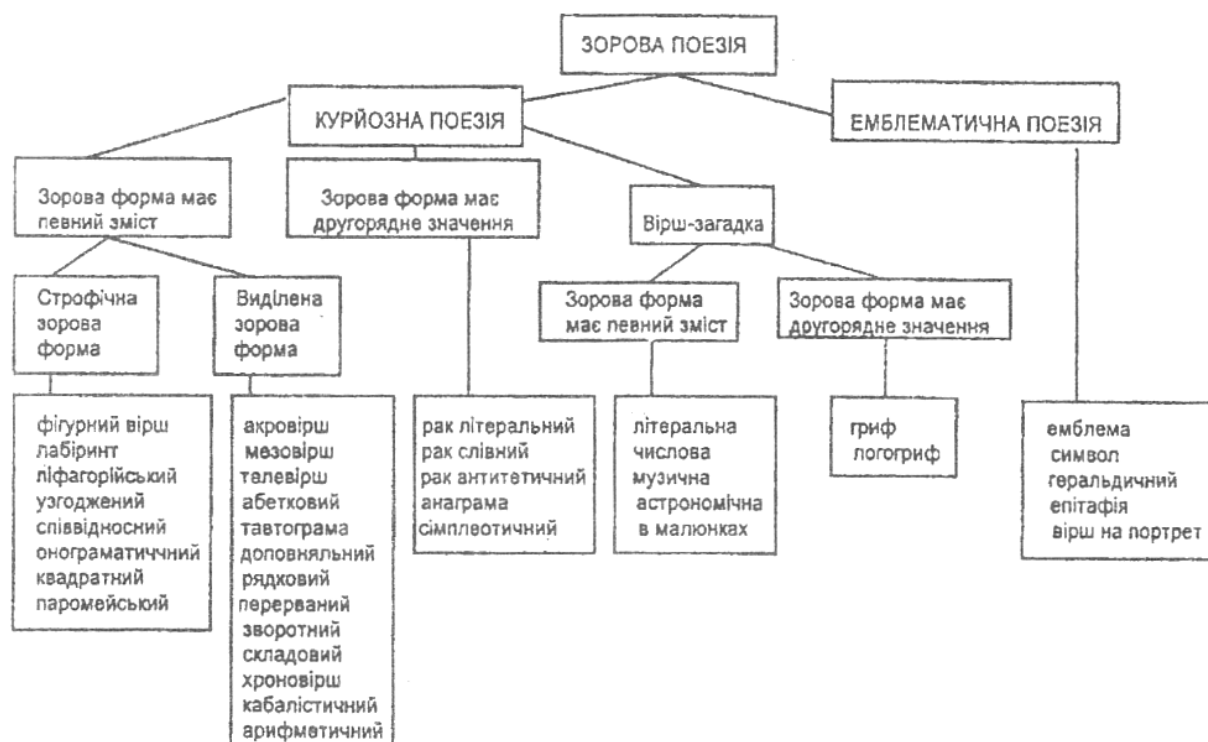 ЗОРОВА ПОЕЗІЯ
КУРЙОЗНА ПОЕЗІЯ
ЕМБЛЕМАТИЧНА ПОЕЗІЯ
Зорова форма має
певний зміст
Зорова форма має
другорядне значення
Вірш-загадка
Строфічна
зорова
форма
Виділена
зорова
форма
Зорова форма
має певний зміст
Зорова форма має
другорядне значення
фігурний вірш
лабіринт
ліфагорійський
узгоджений
співвідносний
онограматиччний
квадратний
паромейський
акровірш
мезовірш
телевірш
абетковий
тавтограма
доповняльний
рядковий
перерваний
зворотний
складовий
хроновірш
кабалістичний
арифметичний
рак літеральний
рак слівний
рак антитетичний
анаграма
сімплеотичний
літеральна
числова
музична
астрономічна
в малюнках
гриф
логогриф
емблема
символ
геральдичний
епітафія
вірш на портрет